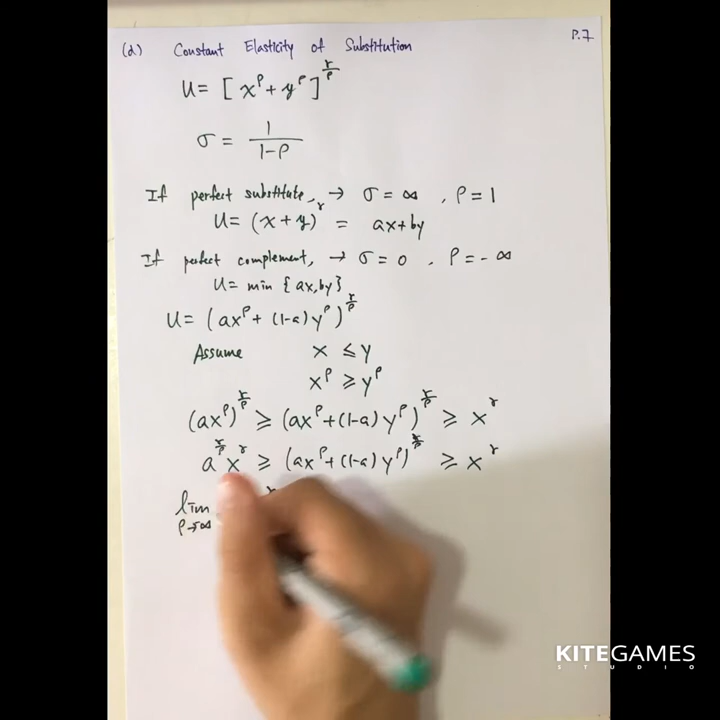 P.7
(d) Constant Elasticity of Substitution
U = [x^ρ + y^ρ]^(r/ρ)
σ = 1/(1-ρ)
If perfect substitute, → σ = ∞, ρ = 1
U = (x + y)^r = ax+by
If perfect complement, → σ = 0, ρ = -∞
U = min {ax, by}
U = (ax^ρ + (1-a)y^ρ)^(r/ρ)
Assume x ≤ y
x^ρ ≥ y^ρ
(ax^ρ)^(r/ρ) ≥ (ax^ρ + (1-a)y^ρ)^(r/ρ) ≥ x^r
a^(r/ρ) x^r ≥ (ax^ρ + (1-a)y^ρ)^(r/ρ) ≥ x^r
lim
KITEGAMES
STUDIO